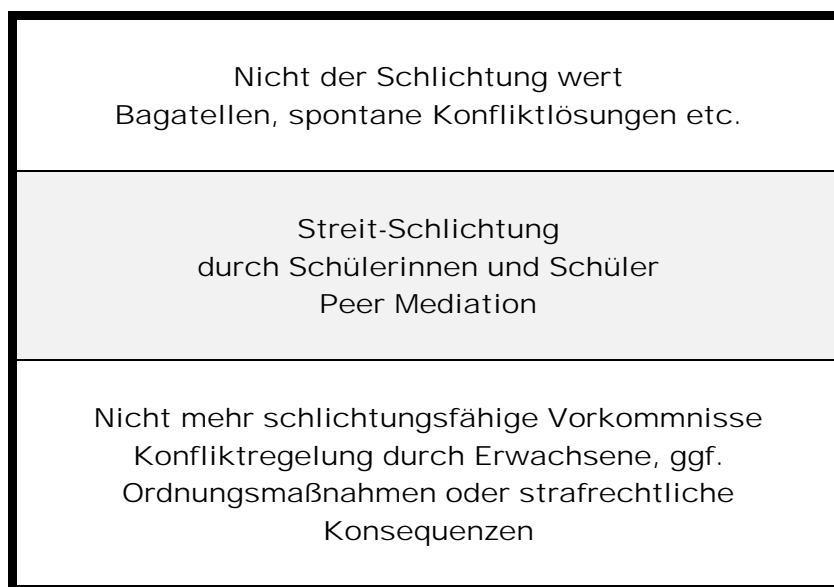 Nicht der Schlichtung wert
Bagatellen, spontane Konfliktlösungen etc.
Streit-Schlichtung
durch Schülerinnen und Schüler
Peer Mediation
Nicht mehr schlichtungsfähige Vorkommnisse
Konfliktregelung durch Erwachsene, ggf.
Ordnungsmaßnahmen oder strafrechtliche
Konsequenzen